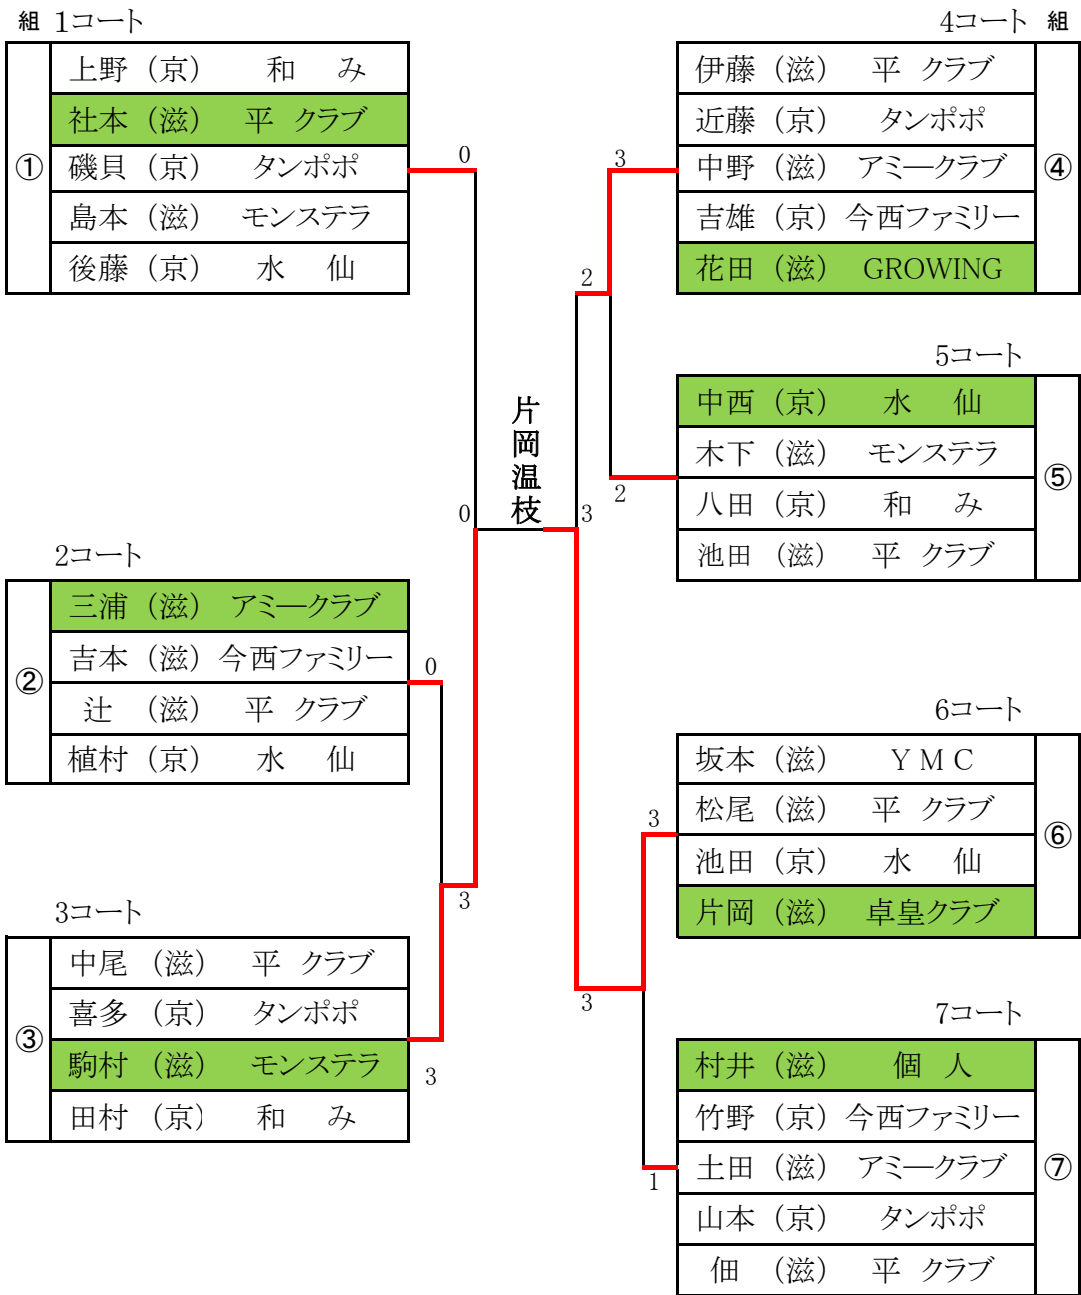 組 1コート
①
上野（京） 和 み
社本（滋） 平 クラブ
磯貝（京） タンポポ
島本（滋） モンステラ
後藤（京） 水 仙
0
2コート
②
三浦（滋） アミークラブ
吉本（滋） 今西ファミリー
辻 （滋） 平 クラブ
植村（京） 水 仙
0
0
3
3コート
③
中尾（滋） 平 クラブ
喜多（京） タンポポ
駒村（滋） モンステラ
田村（京） 和 み
3
片岡温枝
4コート 組
④
伊藤（滋） 平 クラブ
近藤（京） タンポポ
中野（滋） アミークラブ
吉雄（京） 今西ファミリー
花田（滋） GROWING
3
2
5コート
⑤
中西（京） 水 仙
木下（滋） モンステラ
八田（京） 和 み
池田（滋） 平 クラブ
2
3
6コート
⑥
坂本（滋） Y M C
松尾（滋） 平 クラブ
池田（京） 水 仙
片岡（滋） 卓皇クラブ
3
3
7コート
⑦
村井（滋） 個 人
竹野（京） 今西ファミリー
土田（滋） アミークラブ
山本（京） タンポポ
佃 （滋） 平 クラブ
1